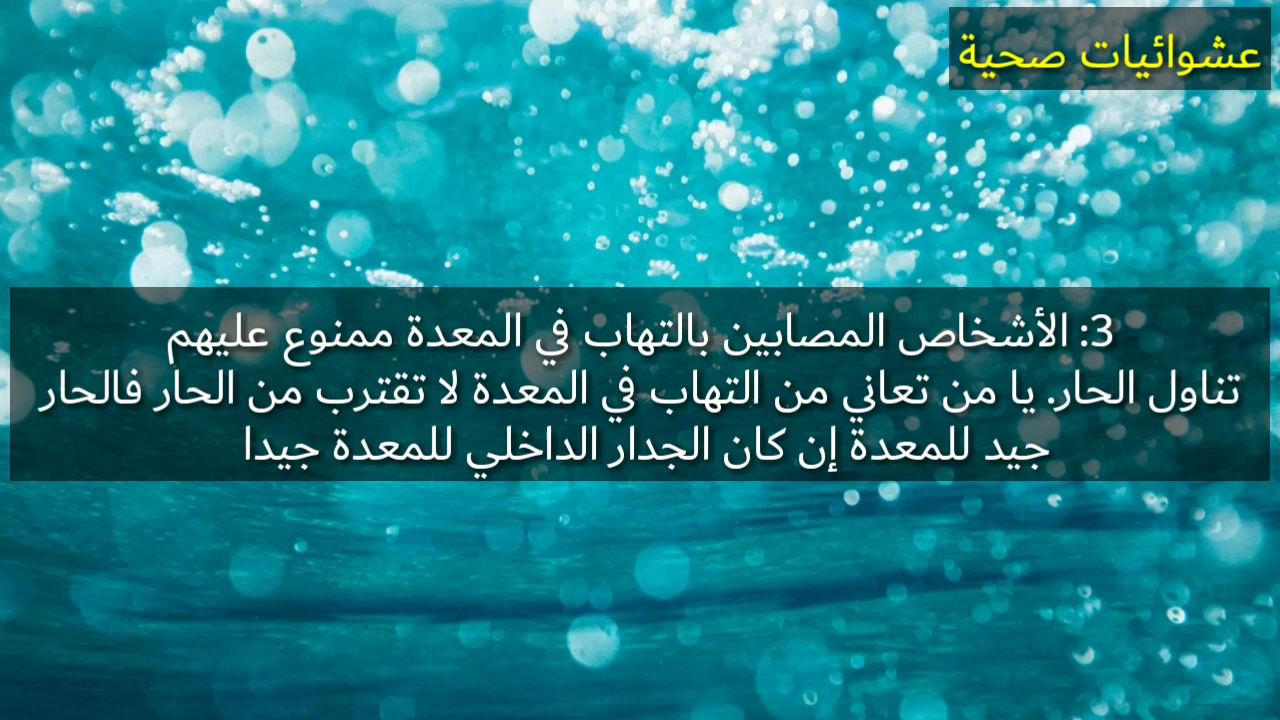 عشوائيات صحية
3: الأشخاص المصابين بالتهاب في المعدة ممنوع عليهم
تناول الحار. يا من تعاني من التهاب في المعدة لا تقترب من الحار فالحار
جيد للمعدة إن كان الجدار الداخلي للمعدة جيدا